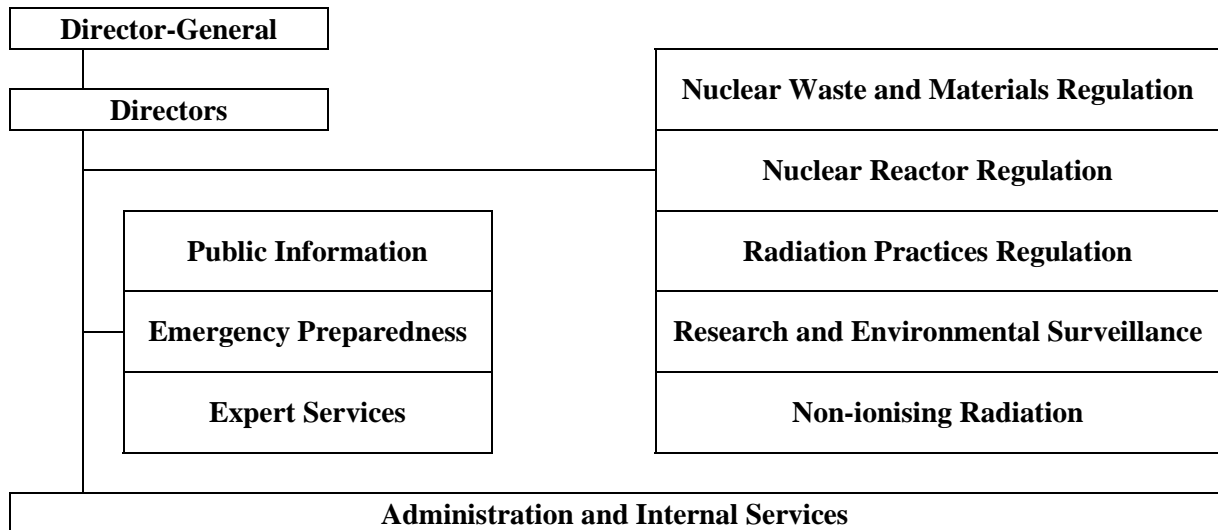 Director-General
Directors
Nuclear Waste and Materials Regulation
Nuclear Reactor Regulation
Public Information
Radiation Practices Regulation
Emergency Preparedness
Research and Environmental Surveillance
Expert Services
Non-ionising Radiation
Administration and Internal Services